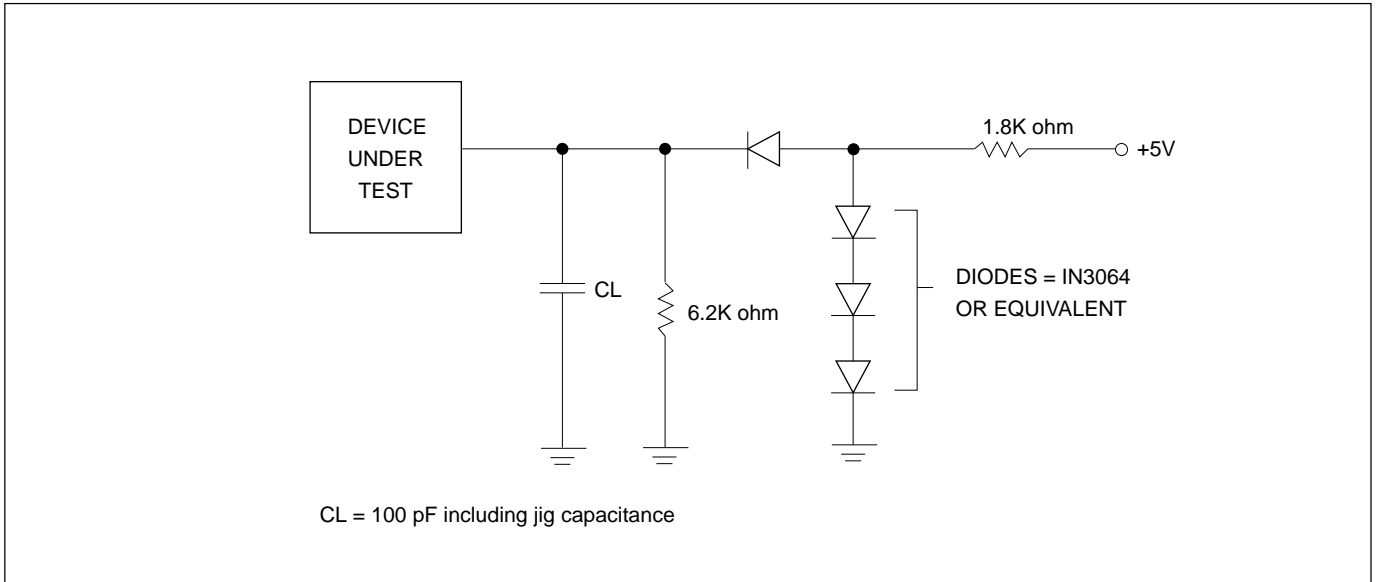 DEVICE
UNDER
TEST
1.8K ohm
+5V
CL
6.2K ohm
DIODES = IN3064
OR EQUIVALENT
CL = 100 pF including jig capacitance